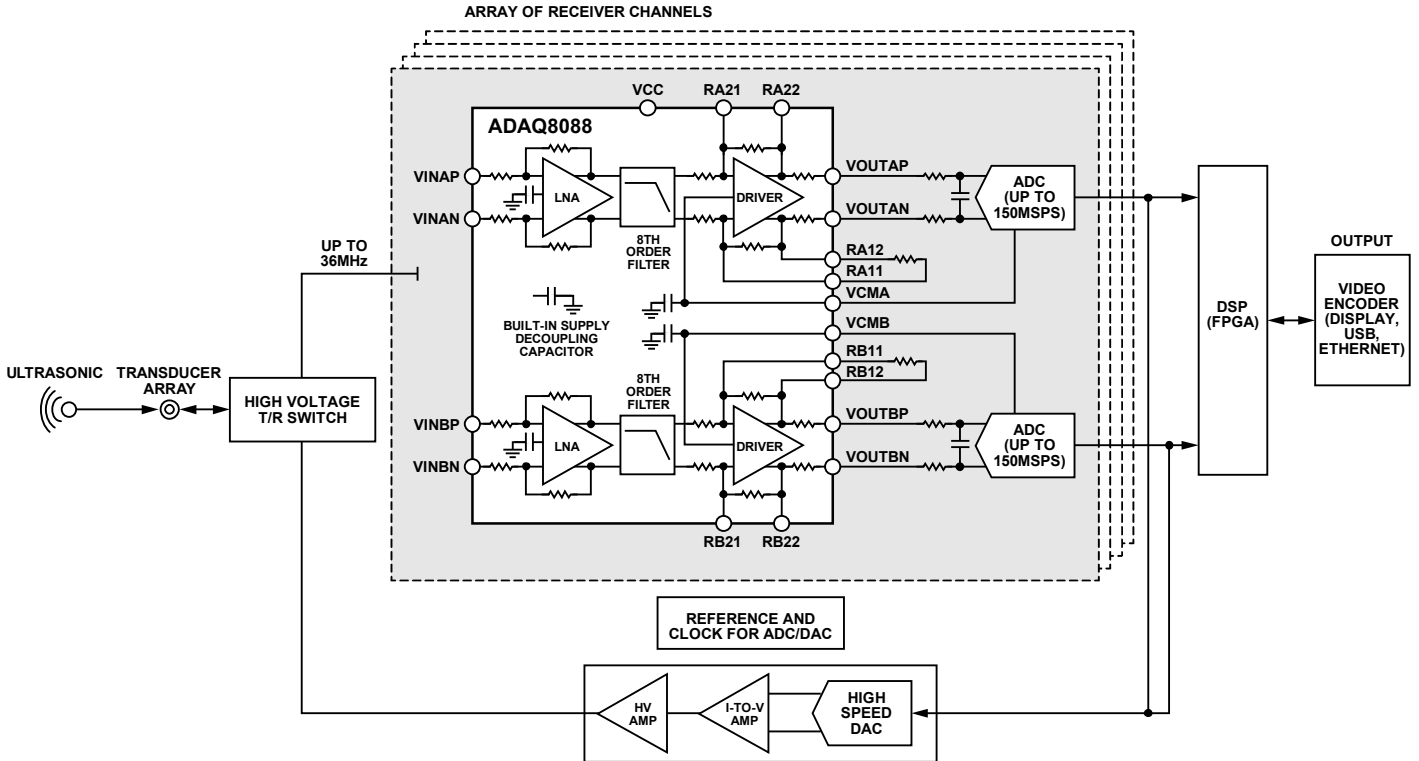 ARRAY OF RECEIVER CHANNELS
VCC
RA21
RA22
ADAQ8088
VINAP
VINAN
LNA
8TH
ORDER
FILTER
DRIVER
VOUTAP
VOUTAN
RA12
RA11
VCMA
ADC
(UP TO
150MSPS)
UP TO
36MHz
BUILT-IN SUPPLY
DECOUPLING
CAPACITOR
VCMB
RB11
RB12
8TH
ORDER
FILTER
VINBP
VINBN
LNA
DRIVER
VOUTBP
VOUTBN
ADC
(UP TO
150MSPS)
RB21
RB22
DSP
(FPGA)
OUTPUT
VIDEO
ENCODER
(DISPLAY,
USB,
ETHERNET)
ULTRASONIC
TRANSDUCER
ARRAY
HIGH VOLTAGE
T/R SWITCH
REFERENCE AND
CLOCK FOR ADC/DAC
HV
AMP
I-TO-V
AMP
HIGH
SPEED
DAC